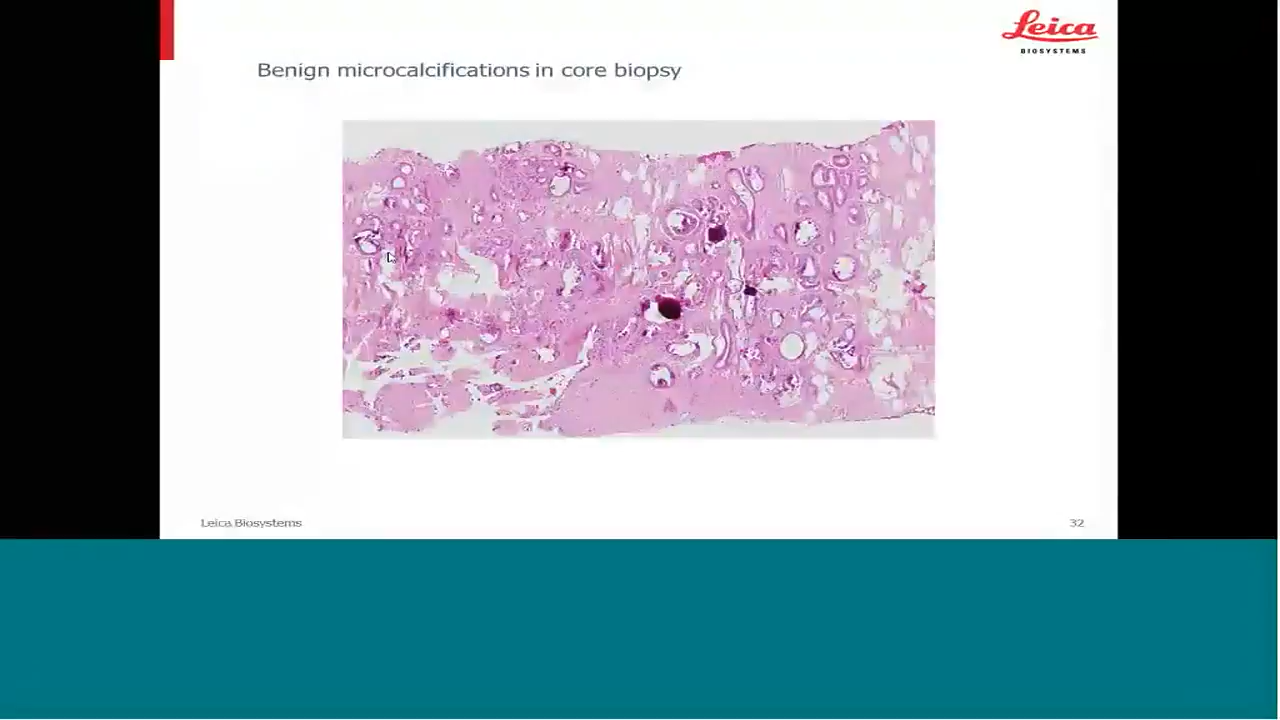 Leica
BIOSYSTEMS
Benign microcalcifications in core biopsy
Leica Biosystems
32